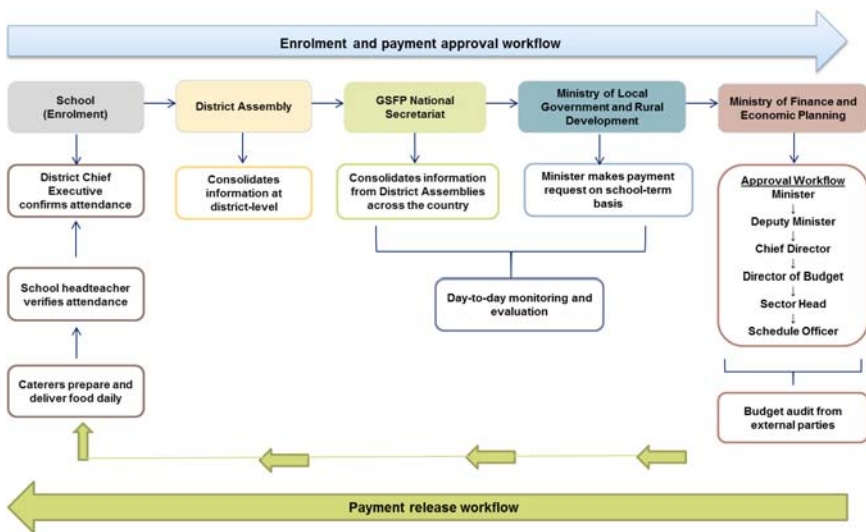 Enrolment and payment approval workflow
School
(Enrolment)
District Assembly
GSFP National
Secretariat
Ministry of Local
Government and Rural
Development
Ministry of Finance and
Economic Planning
District Chief
Executive
confirms attendance
Consolidates
information at
district-level
Consolidates information
from District Assemblies
across the country
Minister makes payment
request on school-term
basis
Approval Workflow
Minister
↓
Deputy Minister
↓
Chief Director
↓
Director of Budget
↓
Sector Head
↓
Schedule Officer
School headteacher
verifies attendance
Day-to-day monitoring and
evaluation
Caterers prepare and
deliver food daily
Budget audit from
external parties
Payment release workflow